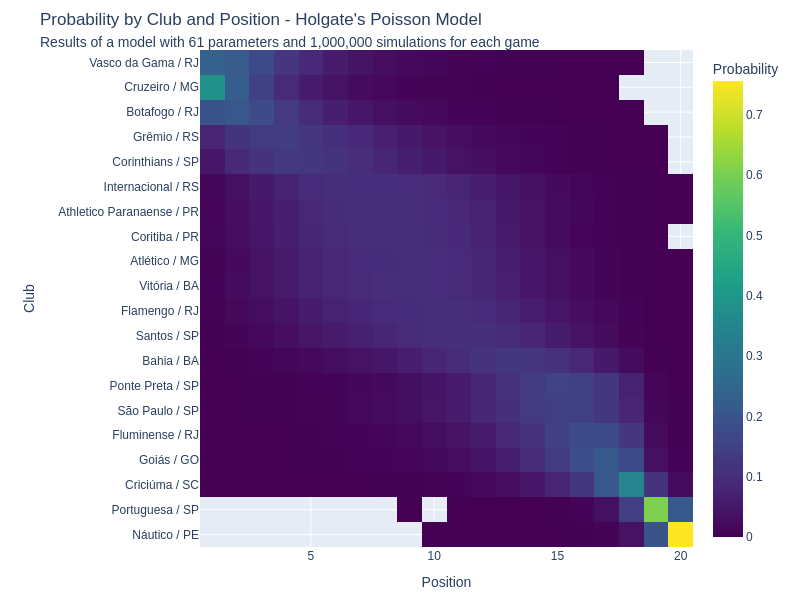 Probability by Club and Position - Holgate's Poisson Model
Results of a model with 61 parameters and 1,000,000 simulations for each game
Probability
Vasco da Gama / RJ
Cruzeiro / MG
Botafogo / RJ
Grêmio / RS
Corinthians / SP
Internacional / RS
Athletico Paranaense / PR
Coritiba / PR
Atlético / MG
Vitória / BA
Flamengo / RJ
Santos / SP
Bahia / BA
Ponte Preta / SP
São Paulo / SP
Fluminense / RJ
Goiás / GO
Criciúma / SC
Portuguesa / SP
Náutico / PE
Club
5
10
15
20
Position
0.7
0.6
0.5
0.4
0.3
0.2
0.1
0